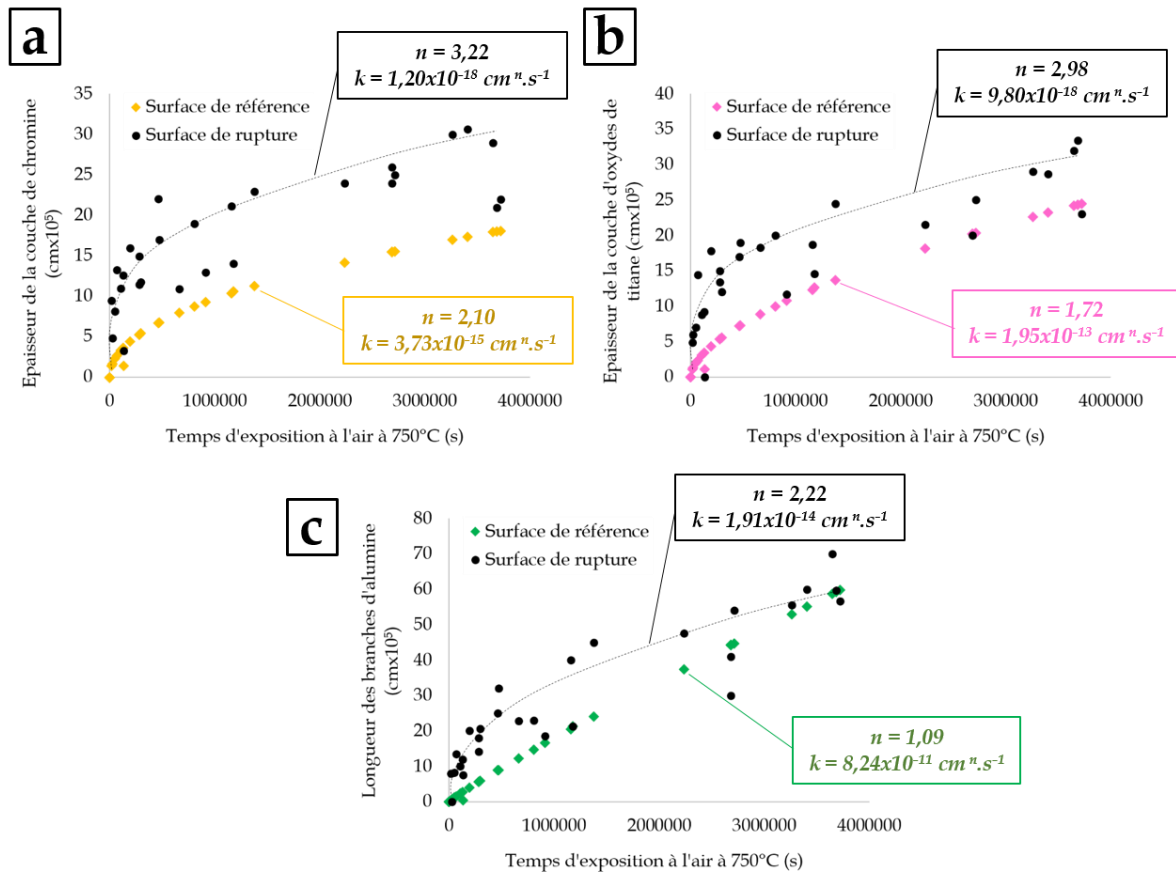 a
n = 3,22
k = 1,20x10⁻¹⁸ cmⁿ.s⁻¹
Surface de référence
Surface de rupture
Epaisseur de la couche de chromine
(cmx10⁵)
35
30
25
20
15
10
5
0
n = 2,10
k = 3,73x10⁻¹⁵ cmⁿ.s⁻¹
0 1000000 2000000 3000000 4000000
Temps d'exposition à l'air à 750°C (s)
b
n = 2,98
k = 9,80x10⁻¹⁸ cmⁿ.s⁻¹
Surface de référence
Surface de rupture
Epaisseur de la couche d'oxydes de
titane (cmx10⁵)
40
35
30
25
20
15
10
5
0
n = 1,72
k = 1,95x10⁻¹³ cmⁿ.s⁻¹
0 1000000 2000000 3000000 4000000
Temps d'exposition à l'air à 750°C (s)
c
n = 2,22
k = 1,91x10⁻¹⁴ cmⁿ.s⁻¹
Surface de référence
Surface de rupture
Longueur des branches d'alumine
(cmx10⁵)
80
70
60
50
40
30
20
10
0
n = 1,09
k = 8,24x10⁻¹¹ cmⁿ.s⁻¹
0 1000000 2000000 3000000 4000000
Temps d'exposition à l'air à 750°C (s)